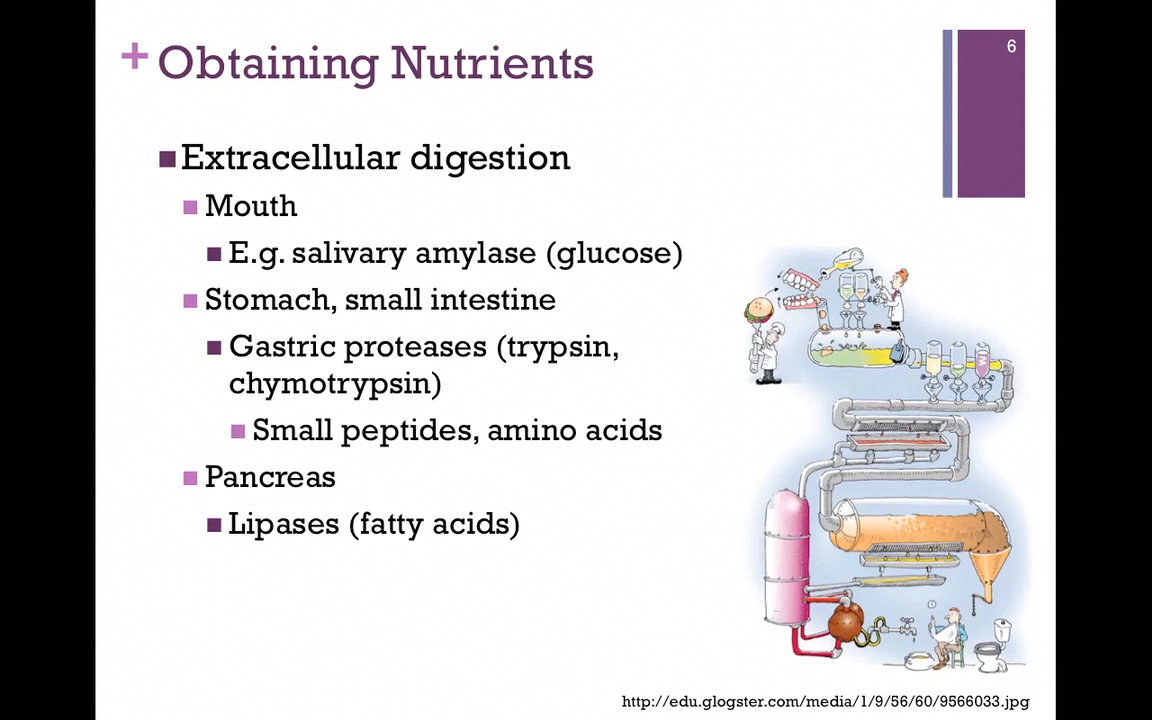 + Obtaining Nutrients
6
Extracellular digestion
Mouth
E.g. salivary amylase (glucose)
Stomach, small intestine
Gastric proteases (trypsin,
chymotrypsin)
Small peptides, amino acids
Pancreas
Lipases (fatty acids)
http://edu.glogster.com/media/1/9/56/60/9566033.jpg